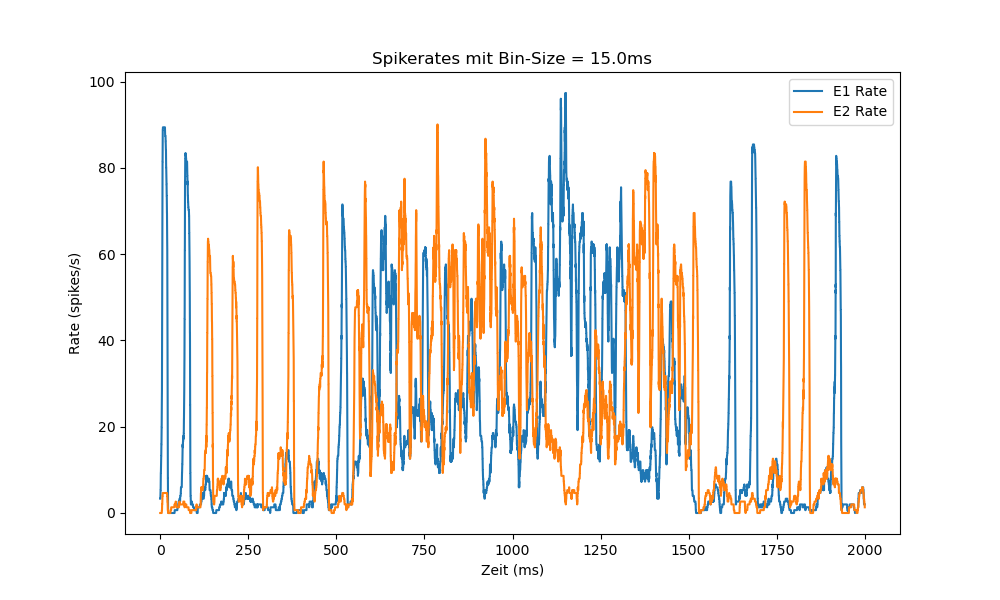 Spikerates mit Bin-Size = 15.0ms
E1 Rate
E2 Rate
Rate (spikes/s)
100
80
60
40
20
0
0 250 500 750 1000 1250 1500 1750 2000
Zeit (ms)